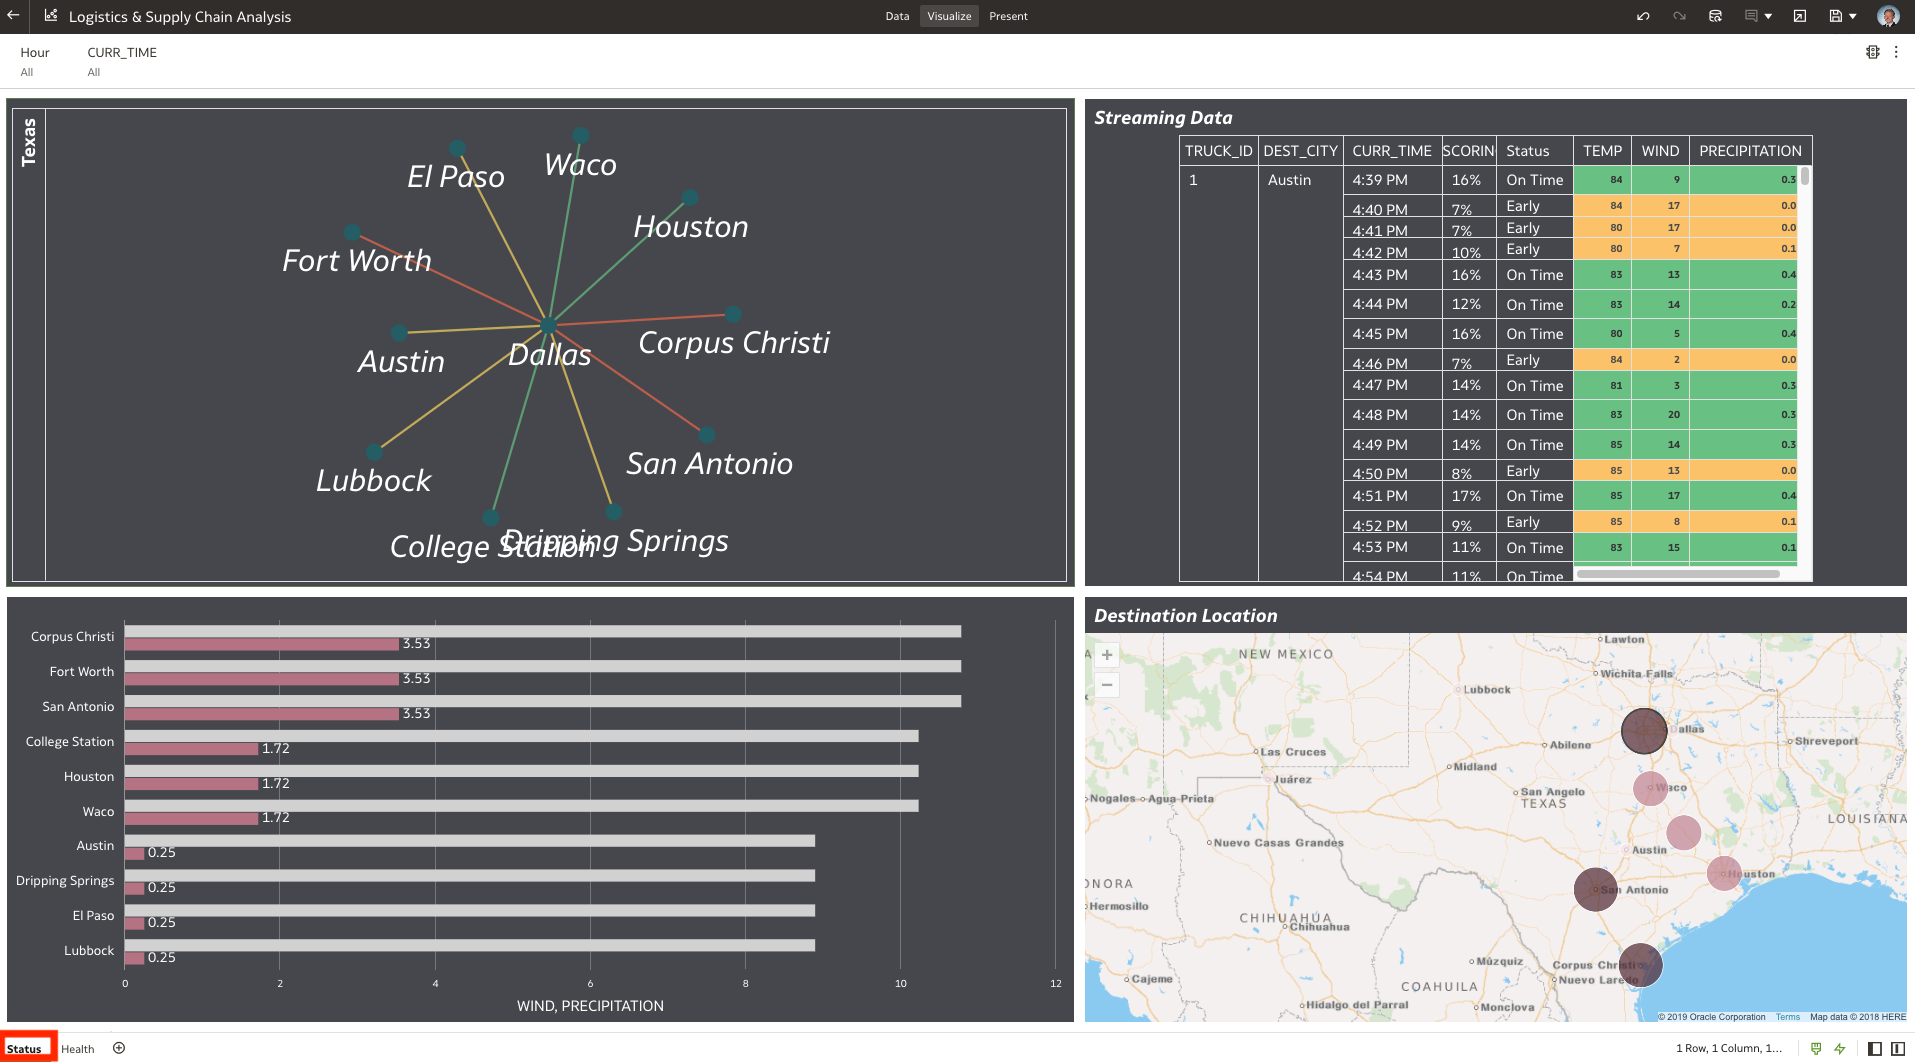 Logistics & Supply Chain Analysis
Data Visualize Present
Hour CURR_TIME
All All
Texas
El Paso
Waco
Houston
Fort Worth
Corpus Christi
Dallas
Austin
San Antonio
Lubbock
College Station
Dripping Springs
Streaming Data
TRUCK_ID DEST_CITY CURR_TIME SCORIN Status TEMP WIND PRECIPITATION
1 Austin 4:39 PM 16% On Time 84 9 0.3
4:40 PM 7% Early 84 17 0.0
4:41 PM 7% Early 80 17 0.0
4:42 PM 10% Early 80 7 0.1
4:43 PM 16% On Time 83 13 0.4
4:44 PM 12% On Time 83 14 0.2
4:45 PM 16% On Time 80 5 0.4
4:46 PM 7% Early 84 2 0.0
4:47 PM 14% On Time 81 3 0.3
4:48 PM 14% On Time 83 20 0.3
4:49 PM 14% On Time 85 14 0.3
4:50 PM 8% Early 85 13 0.0
4:51 PM 17% On Time 85 17 0.4
4:52 PM 9% Early 85 8 0.1
4:53 PM 11% On Time 83 15 0.1
4:54 PM 11% On Time
Corpus Christi 3.53
Fort Worth 3.53
San Antonio 3.53
College Station 1.72
Houston 1.72
Waco 1.72
Austin 0.25
Dripping Springs 0.25
El Paso 0.25
Lubbock 0.25
0 2 4 6 8 10 12
WIND, PRECIPITATION
Destination Location
+
−
Lawton
NEW MEXICO
Wichita Falls
Lubbock
Dallas
Abilene
Shreveport
Las Cruces
Midland
Juárez
Nogales
Agua Prieta
San Angelo
TEXAS
Waco
LOUISIANA
Nuevo Casas Grandes
Austin
Houston
San Antonio
ONORA
Hermosillo
CHIHUAHUA
Chihuahua
Múzquiz
Corpus Christi
Nuevo Laredo
Cajeme
COAHUILA
Hidalgo del Parral
Monclova
© 2019 Oracle Corporation Terms Map data © 2018 HERE
Status Health
1 Row, 1 Column, 1...